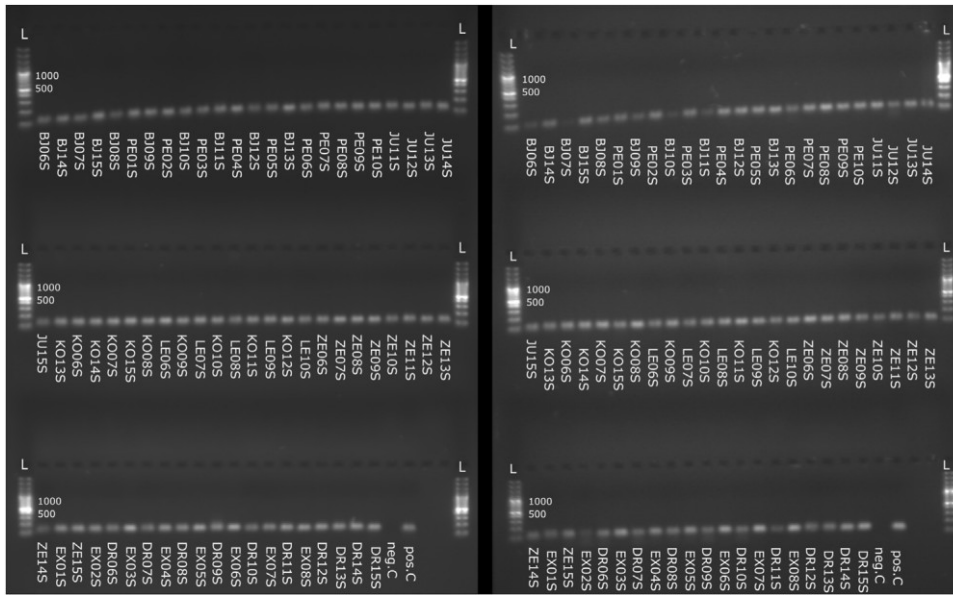 L L
1000
500
BJ06S BJ14S BJ07S BJ15S BJ08S PE01S BJ09S PE02S BJ10S PE03S BJ11S PE04S BJ12S PE05S BJ13S PE06S PE07S PE08S PE09S PE10S JU11S JU12S JU13S JU14S
L L
1000
500
JU15S KO13S KO06S KO14S KO07S KO15S KO08S LE06S KO09S LE07S KO10S LE08S KO11S LE09S KO12S LE10S ZE06S ZE07S ZE08S ZE09S ZE10S ZE11S ZE12S ZE13S
L L
1000
500
ZE14S EX01S ZE15S EX02S DR06S EX03S DR07S EX04S DR08S EX05S DR09S EX06S DR10S EX07S DR11S EX08S DR12S DR13S DR14S DR15S neg.C pos.C
L L
1000
500
BJ06S BJ14S BJ07S BJ15S BJ08S PE01S BJ09S PE02S BJ10S PE03S BJ11S PE04S BJ12S PE05S BJ13S PE06S PE07S PE08S PE09S PE10S JU11S JU12S JU13S JU14S
L L
1000
500
JU15S KO13S KO06S KO14S KO07S KO15S KO08S LE06S KO09S LE07S KO10S LE08S KO11S LE09S KO12S LE10S ZE06S ZE07S ZE08S ZE09S ZE10S ZE11S ZE12S ZE13S
L L
1000
500
ZE14S EX01S ZE15S EX02S DR06S EX03S DR07S EX04S DR08S EX05S DR09S EX06S DR10S EX07S DR11S EX08S DR12S DR13S DR14S DR15S neg.C pos.C